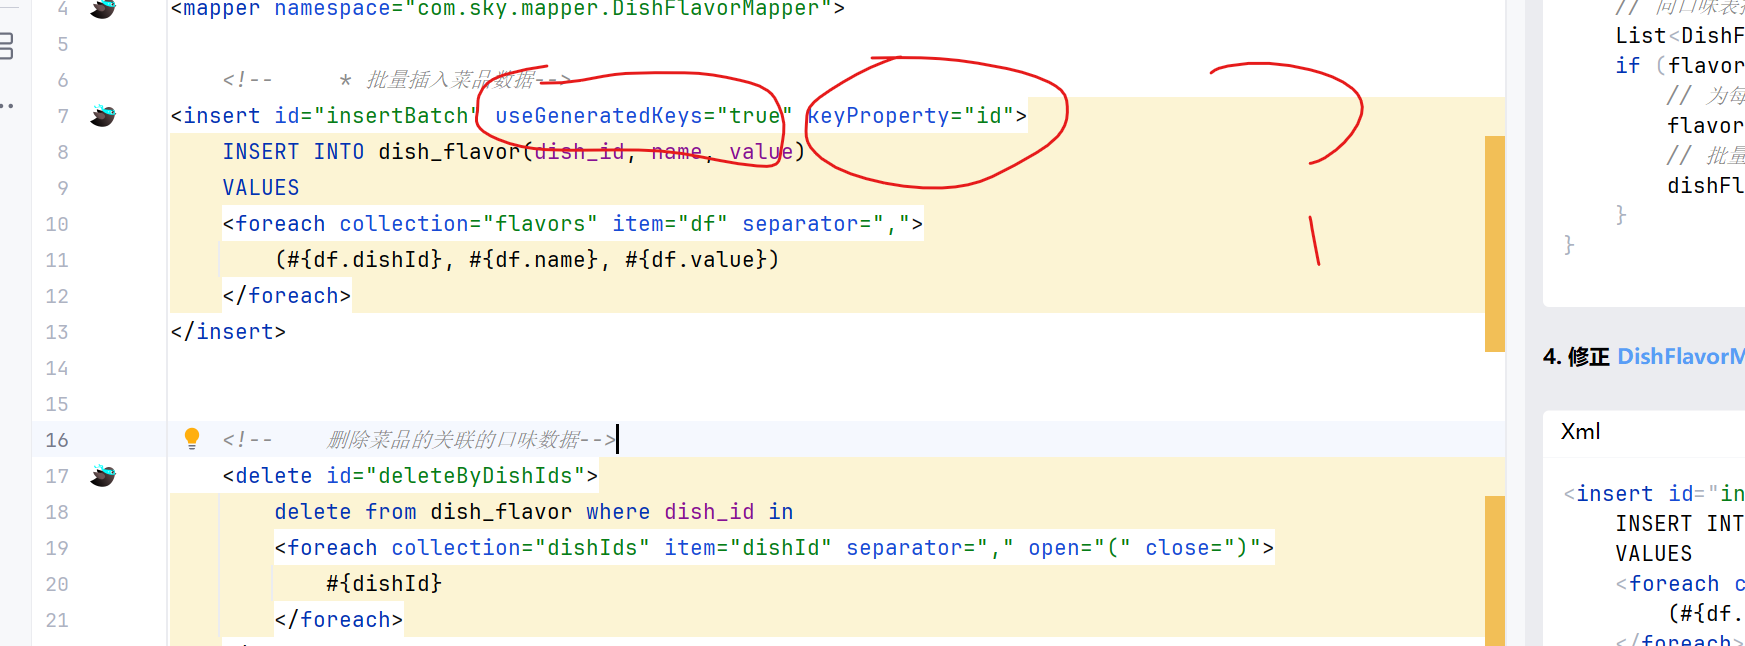 4 <mapper namespace="com.sky.mapper.DishFlavorMapper">
5
6 <!-- * 批量插入菜品数据-->
7 <insert id="insertBatch" useGeneratedKeys="true" keyProperty="id">
8 INSERT INTO dish_flavor(dish_id, name, value)
9 VALUES
10 <foreach collection="flavors" item="df" separator=",">
11 (#{df.dishId}, #{df.name}, #{df.value})
12 </foreach>
13 </insert>
14
15
16 <!-- 删除菜品的关联的口味数据-->
17 <delete id="deleteByDishIds">
18 delete from dish_flavor where dish_id in
19 <foreach collection="dishIds" item="dishId" separator="," open="(" close=")">
20 #{dishId}
21 </foreach>
// 向口味表
List<DishF
if (flavor
// 为每
flavor
// 批量
dishFl
}
}
4. 修正 DishFlavorM
Xml
<insert id="in
INSERT INT
VALUES
<foreach c
(#{df.
</foreach>